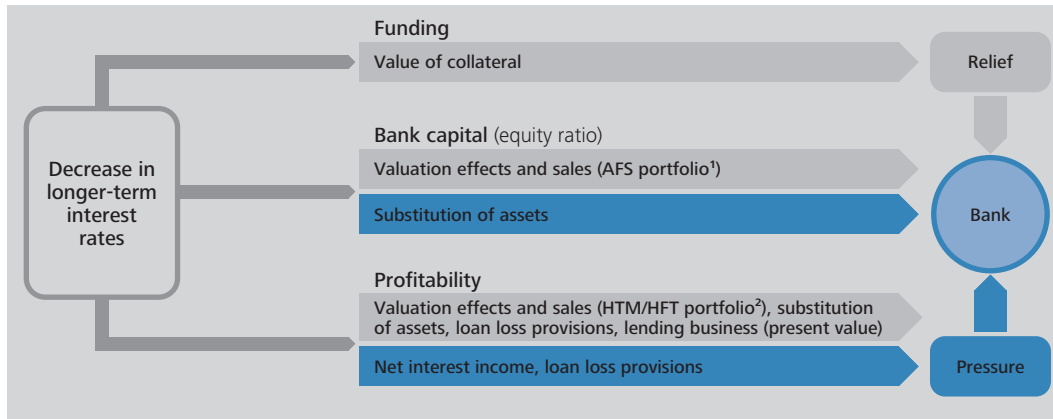 Funding
Value of collateral
Relief
Bank capital (equity ratio)
Decrease in
longer-term
interest
rates
Valuation effects and sales (AFS portfolio¹)
Substitution of assets
Bank
Profitability
Valuation effects and sales (HTM/HFT portfolio²), substitution
of assets, loan loss provisions, lending business (present value)
Net interest income, loan loss provisions
Pressure